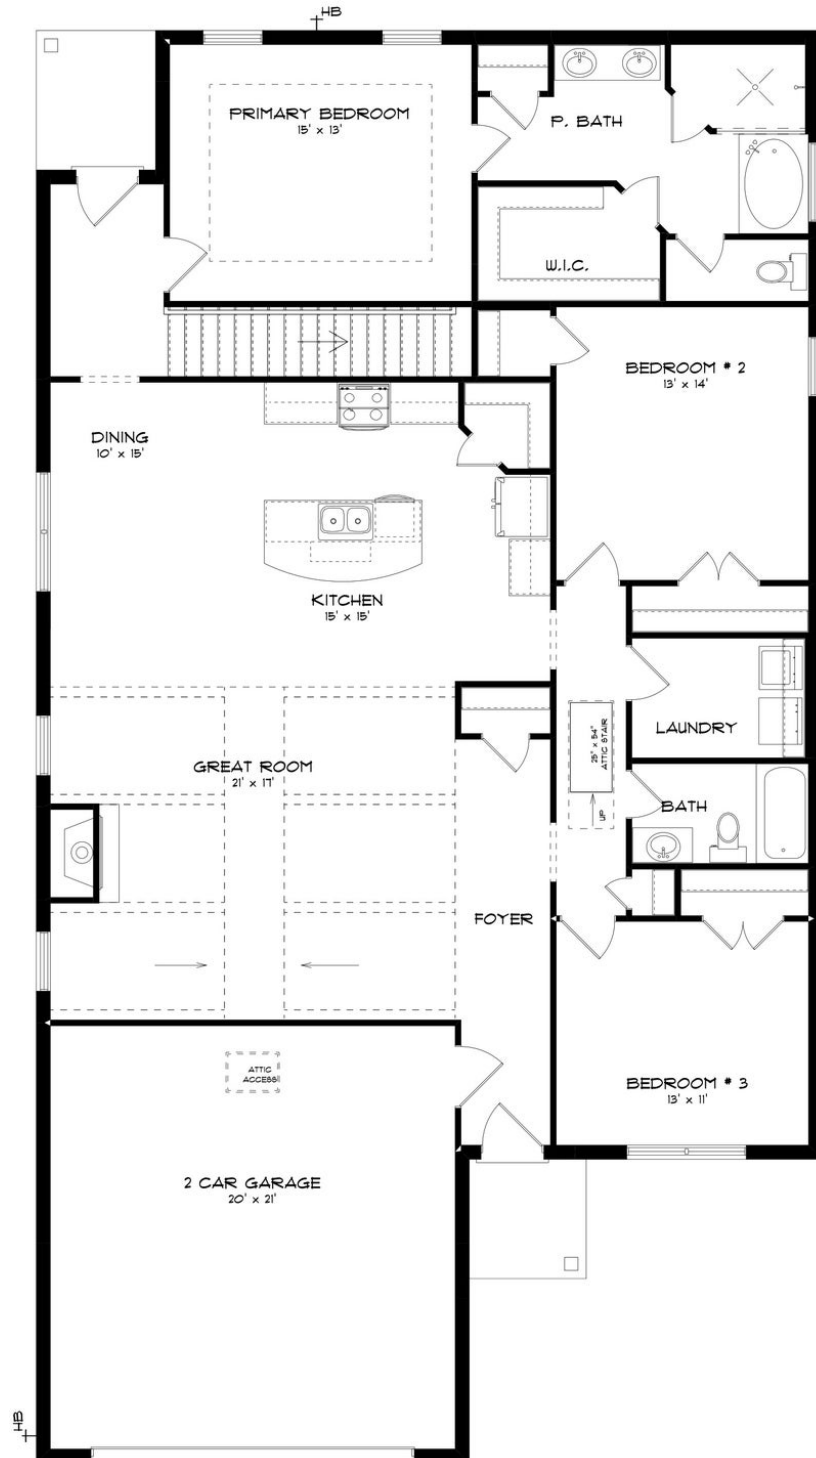 HB
PRIMARY BEDROOM
15' x 13'
P. BATH
W.I.C.
BEDROOM # 2
13' x 14'
DINING
10' x 15'
KITCHEN
15' x 15'
LAUNDRY
25" x 54"
ATTIC STAIR
UP
GREAT ROOM
21' x 17'
BATH
FOYER
ATTIC
ACCESS
BEDROOM # 3
13' x 11'
2 CAR GARAGE
20' x 21'
HB